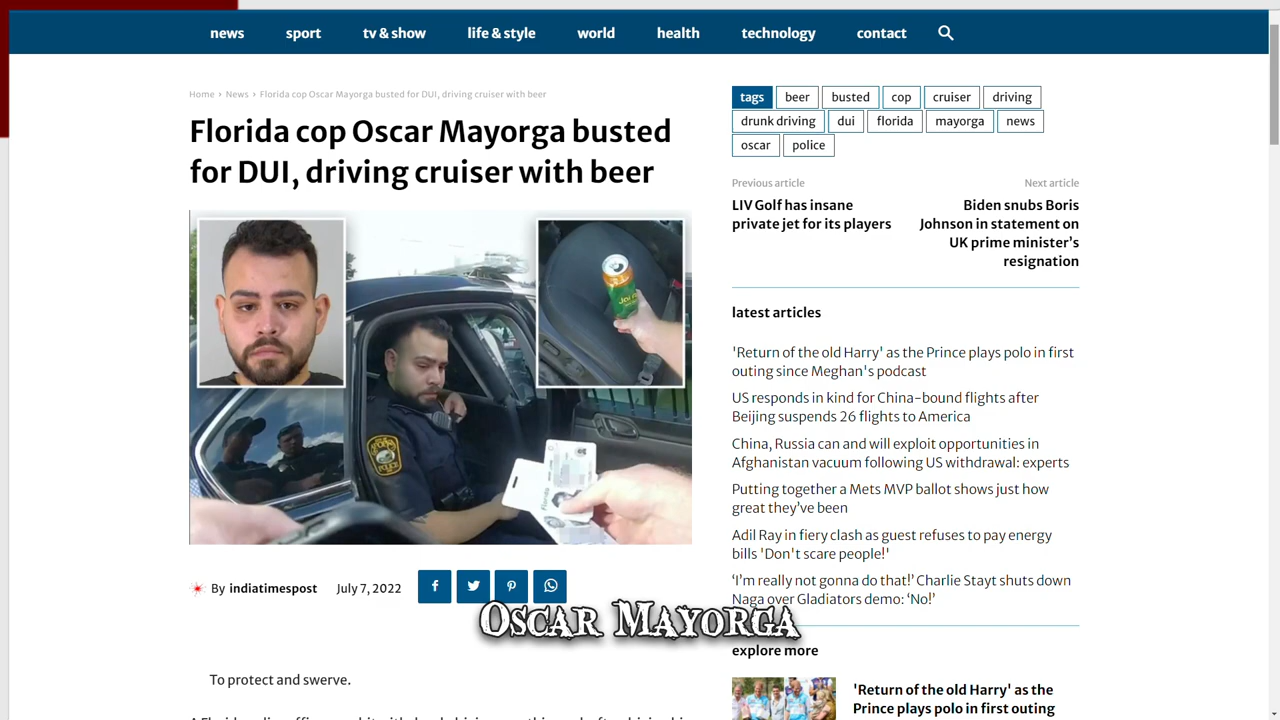 news sport tv & show life & style world health technology contact
Home › News › Florida cop Oscar Mayorga busted for DUI, driving cruiser with beer
Florida cop Oscar Mayorga busted
for DUI, driving cruiser with beer
By indiatimespost July 7, 2022
Oscar Mayorga
To protect and swerve.
tags beer busted cop cruiser driving
drunk driving dui florida mayorga news
oscar police
Previous article
LIV Golf has insane
private jet for its players
Next article
Biden snubs Boris
Johnson in statement on
UK prime minister’s
resignation
latest articles
'Return of the old Harry' as the Prince plays polo in first
outing since Meghan's podcast
US responds in kind for China-bound flights after
Beijing suspends 26 flights to America
China, Russia can and will exploit opportunities in
Afghanistan vacuum following US withdrawal: experts
Putting together a Mets MVP ballot shows just how
great they’ve been
Adil Ray in fiery clash as guest refuses to pay energy
bills 'Don't scare people!'
‘I’m really not gonna do that!’ Charlie Stayt shuts down
Naga over Gladiators demo: ‘No!’
explore more
'Return of the old Harry' as the
Prince plays polo in first outing